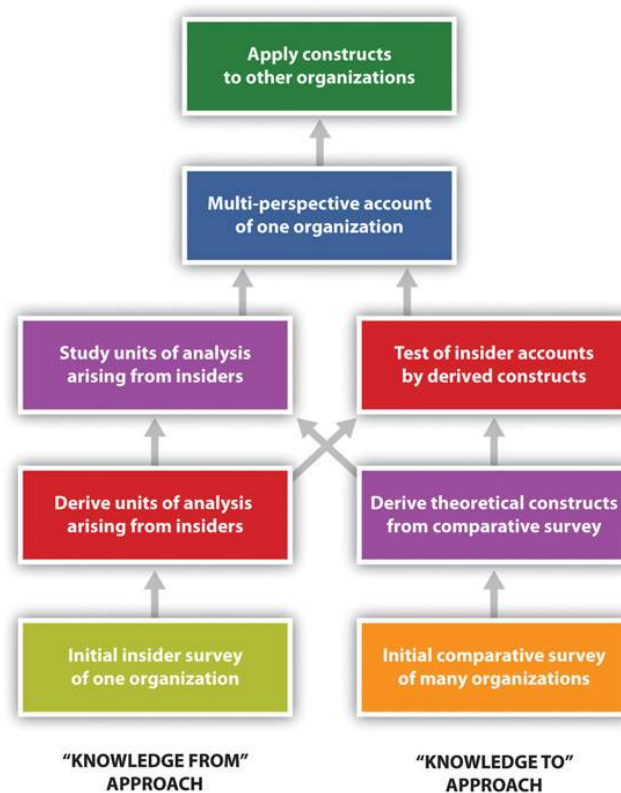 Apply constructs
to other organizations
Multi-perspective account
of one organization
Study units of analysis
arising from insiders
Test of insider accounts
by derived constructs
Derive units of analysis
arising from insiders
Derive theoretical constructs
from comparative survey
Initial insider survey
of one organization
Initial comparative survey
of many organizations
“KNOWLEDGE FROM”
APPROACH
“KNOWLEDGE TO”
APPROACH